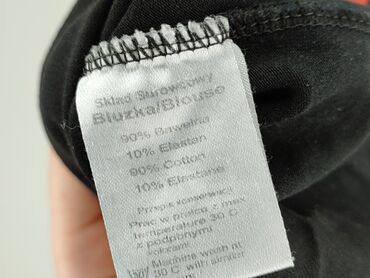 Skład Surowcowy
Bluzka/Blouse
90% Bawełna
10% Elastan
90% Cotton
10% Elastane
Przepis konserwacji
Prać w pralce z max
temperature 30 C
z podobnymi
kolorami
Machine wash at
30 C with similar